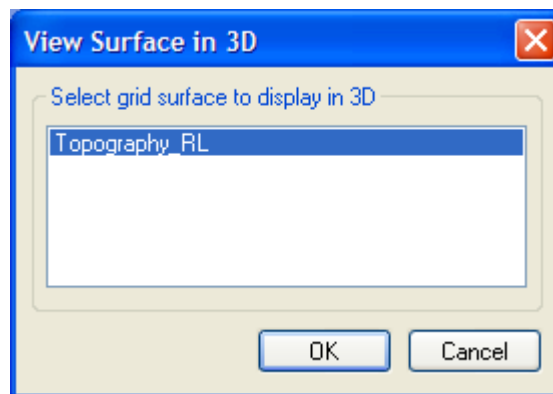 View Surface in 3D
Select grid surface to display in 3D
Topography_RL
OK
Cancel